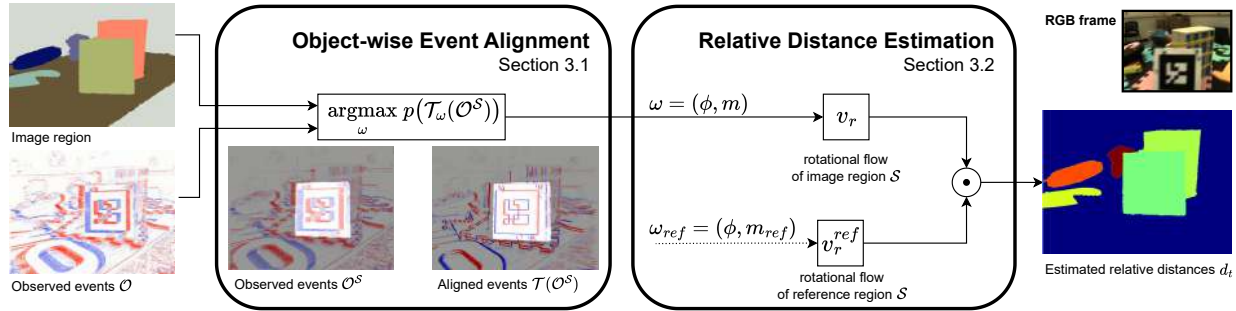 Object-wise Event Alignment
Section 3.1
Relative Distance Estimation
Section 3.2
RGB frame
Image region
argmax p(𝒯_ω(𝒪^𝒮))
ω
ω = (ϕ, m)
v_r
rotational flow
of image region 𝒮
ω_ref = (ϕ, m_ref)
v_r^ref
rotational flow
of reference region 𝒮
Observed events 𝒪
Observed events 𝒪^𝒮
Aligned events 𝒯(𝒪^𝒮)
Estimated relative distances d_t